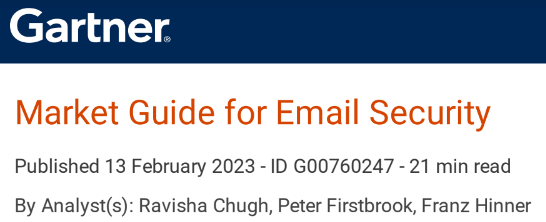 Gartner®
Market Guide for Email Security
Published 13 February 2023 - ID G00760247 - 21 min read
By Analyst(s): Ravisha Chugh, Peter Firstbrook, Franz Hinner